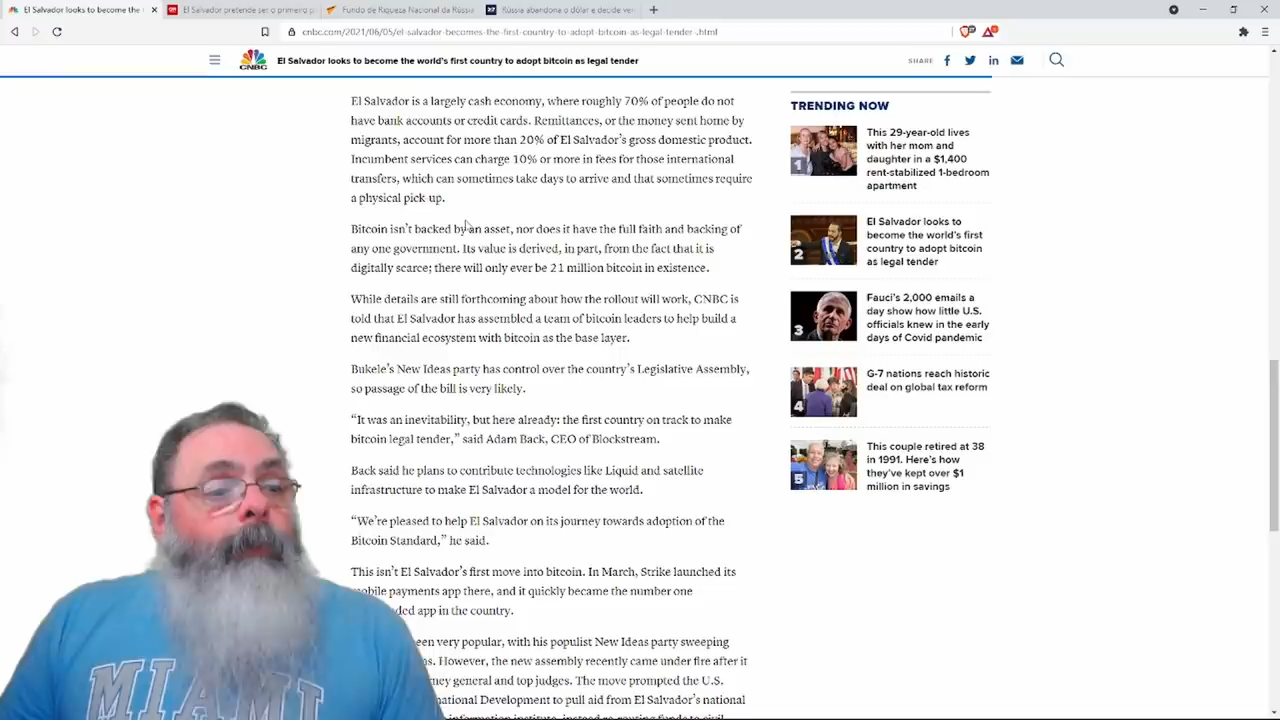 El Salvador looks to become the
El Salvador pretende ser o primero p
Fundo de Riqueza Nacional da Rússia
Rússia abandona o dólar e decide ver
cnbc.com/2021/06/05/el-salvador-becomes-the-first-country-to-adopt-bitcoin-as-legal-tender-.html
CNBC
El Salvador looks to become the world's first country to adopt bitcoin as legal tender
SHARE
El Salvador is a largely cash economy, where roughly 70% of people do not
have bank accounts or credit cards. Remittances, or the money sent home by
migrants, account for more than 20% of El Salvador's gross domestic product.
Incumbent services can charge 10% or more in fees for those international
transfers, which can sometimes take days to arrive and that sometimes require
a physical pick-up.
Bitcoin isn't backed by an asset, nor does it have the full faith and backing of
any one government. Its value is derived, in part, from the fact that it is
digitally scarce; there will only ever be 21 million bitcoin in existence.
While details are still forthcoming about how the rollout will work, CNBC is
told that El Salvador has assembled a team of bitcoin leaders to help build a
new financial ecosystem with bitcoin as the base layer.
Bukele's New Ideas party has control over the country's Legislative Assembly,
so passage of the bill is very likely.
“It was an inevitability, but here already: the first country on track to make
bitcoin legal tender,” said Adam Back, CEO of Blockstream.
Back said he plans to contribute technologies like Liquid and satellite
infrastructure to make El Salvador a model for the world.
“We're pleased to help El Salvador on its journey towards adoption of the
Bitcoin Standard,” he said.
This isn't El Salvador's first move into bitcoin. In March, Strike launched its
mobile payments app there, and it quickly became the number one
ded app in the country.
een very popular, with his populist New Ideas party sweeping
ns. However, the new assembly recently came under fire after it
ney general and top judges. The move prompted the U.S.
national Development to pull aid from El Salvador's national
information institute, instead re-routing funds to civil
TRENDING NOW
1
This 29-year-old lives
with her mom and
daughter in a $1,400
rent-stabilized 1-bedroom
apartment
2
El Salvador looks to
become the world's first
country to adopt bitcoin
as legal tender
3
Fauci's 2,000 emails a
day show how little U.S.
officials knew in the early
days of Covid pandemic
4
G-7 nations reach historic
deal on global tax reform
5
This couple retired at 38
in 1991. Here's how
they've kept over $1
million in savings
MIAMI